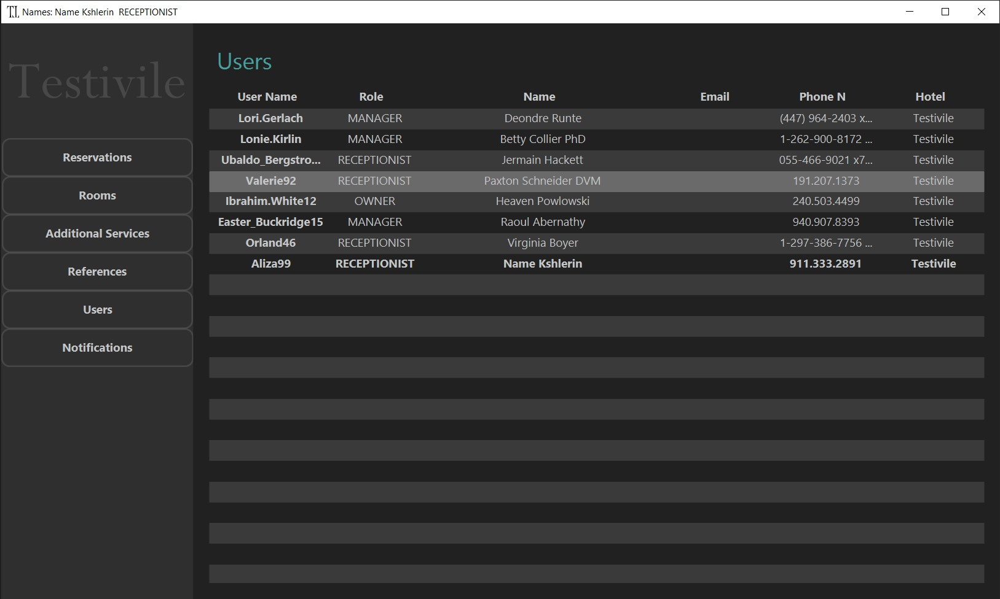 TL Names: Name Kshlerin RECEPTIONIST
Testivile
Reservations
Rooms
Additional Services
References
Users
Notifications
Users
User Name Role Name Email Phone N Hotel
Lori.Gerlach MANAGER Deondre Runte (447) 964-2403 x... Testivile
Lonie.Kirlin MANAGER Betty Collier PhD 1-262-900-8172 ... Testivile
Ubaldo_Bergstro... RECEPTIONIST Jermain Hackett 055-466-9021 x7... Testivile
Valerie92 RECEPTIONIST Paxton Schneider DVM 191.207.1373 Testivile
Ibrahim.White12 OWNER Heaven Powlowski 240.503.4499 Testivile
Easter_Buckridge15 MANAGER Raoul Abernathy 940.907.8393 Testivile
Orland46 RECEPTIONIST Virginia Boyer 1-297-386-7756 ... Testivile
Aliza99 RECEPTIONIST Name Kshlerin 911.333.2891 Testivile